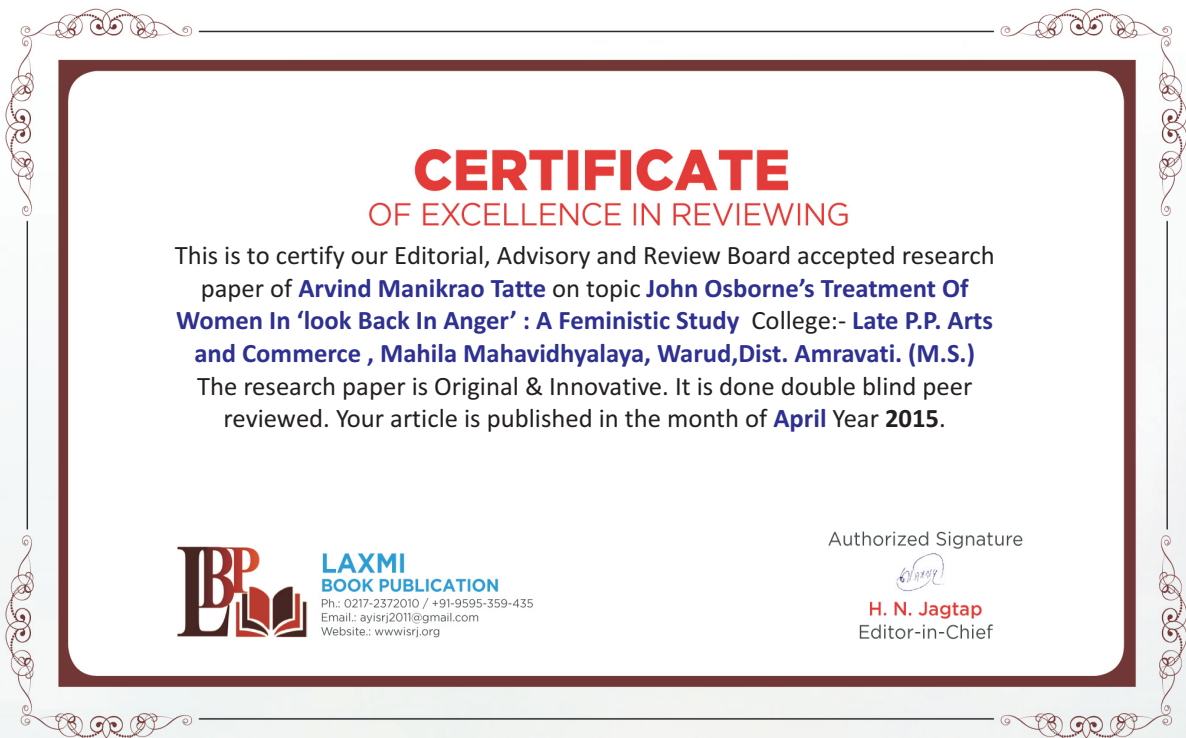 CERTIFICATE
OF EXCELLENCE IN REVIEWING
This is to certify our Editorial, Advisory and Review Board accepted research
paper of Arvind Manikrao Tatte on topic John Osborne’s Treatment Of
Women In ‘look Back In Anger’ : A Feministic Study College:- Late P.P. Arts
and Commerce , Mahila Mahavidhyalaya, Warud,Dist. Amravati. (M.S.)
The research paper is Original & Innovative. It is done double blind peer
reviewed. Your article is published in the month of April Year 2015.
LBP
LAXMI
BOOK PUBLICATION
Ph.: 0217-2372010 / +91-9595-359-435
Email.: ayisrj2011@gmail.com
Website.: wwwisrj.org
Authorized Signature
H. N. Jagtap
Editor-in-Chief